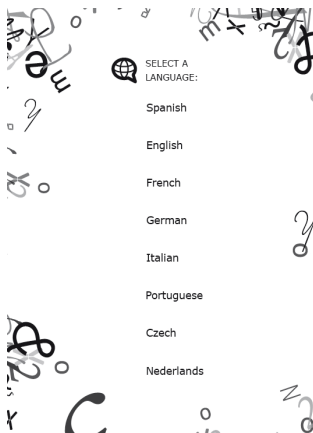 SELECT A
LANGUAGE:
Spanish
English
French
German
Italian
Portuguese
Czech
Nederlands